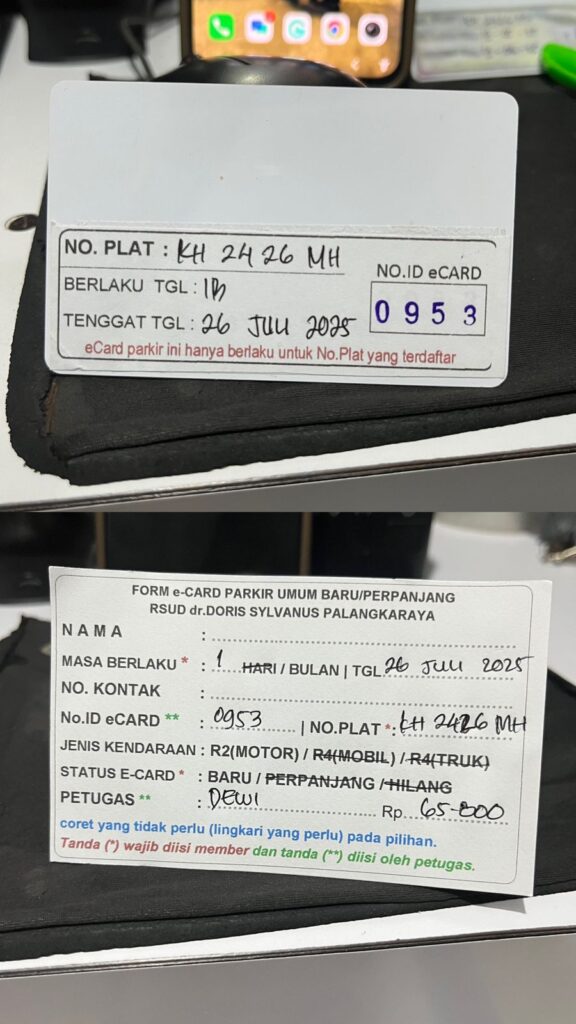 NO. PLAT : KH 2426 MH
BERLAKU TGL : 1B
TENGGAT TGL : 26 JULI 2025
NO.ID eCARD
0953
eCard parkir ini hanya berlaku untuk No.Plat yang terdaftar
FORM e-CARD PARKIR UMUM BARU/PERPANJANG
RSUD dr.DORIS SYLVANUS PALANGKARAYA
NAMA :
MASA BERLAKU * : 1 HARI / BULAN | TGL 26 JULI 2025
NO. KONTAK :
No.ID eCARD ** : 0953 | NO.PLAT * : KH 2426 MH
JENIS KENDARAAN : R2(MOTOR) / R4(MOBIL) / R4(TRUK)
STATUS E-CARD * : BARU / PERPANJANG / HILANG
PETUGAS ** : DEWI Rp. 65-000
coret yang tidak perlu (lingkari yang perlu) pada pilihan.
Tanda (*) wajib diisi member dan tanda (**) diisi oleh petugas.